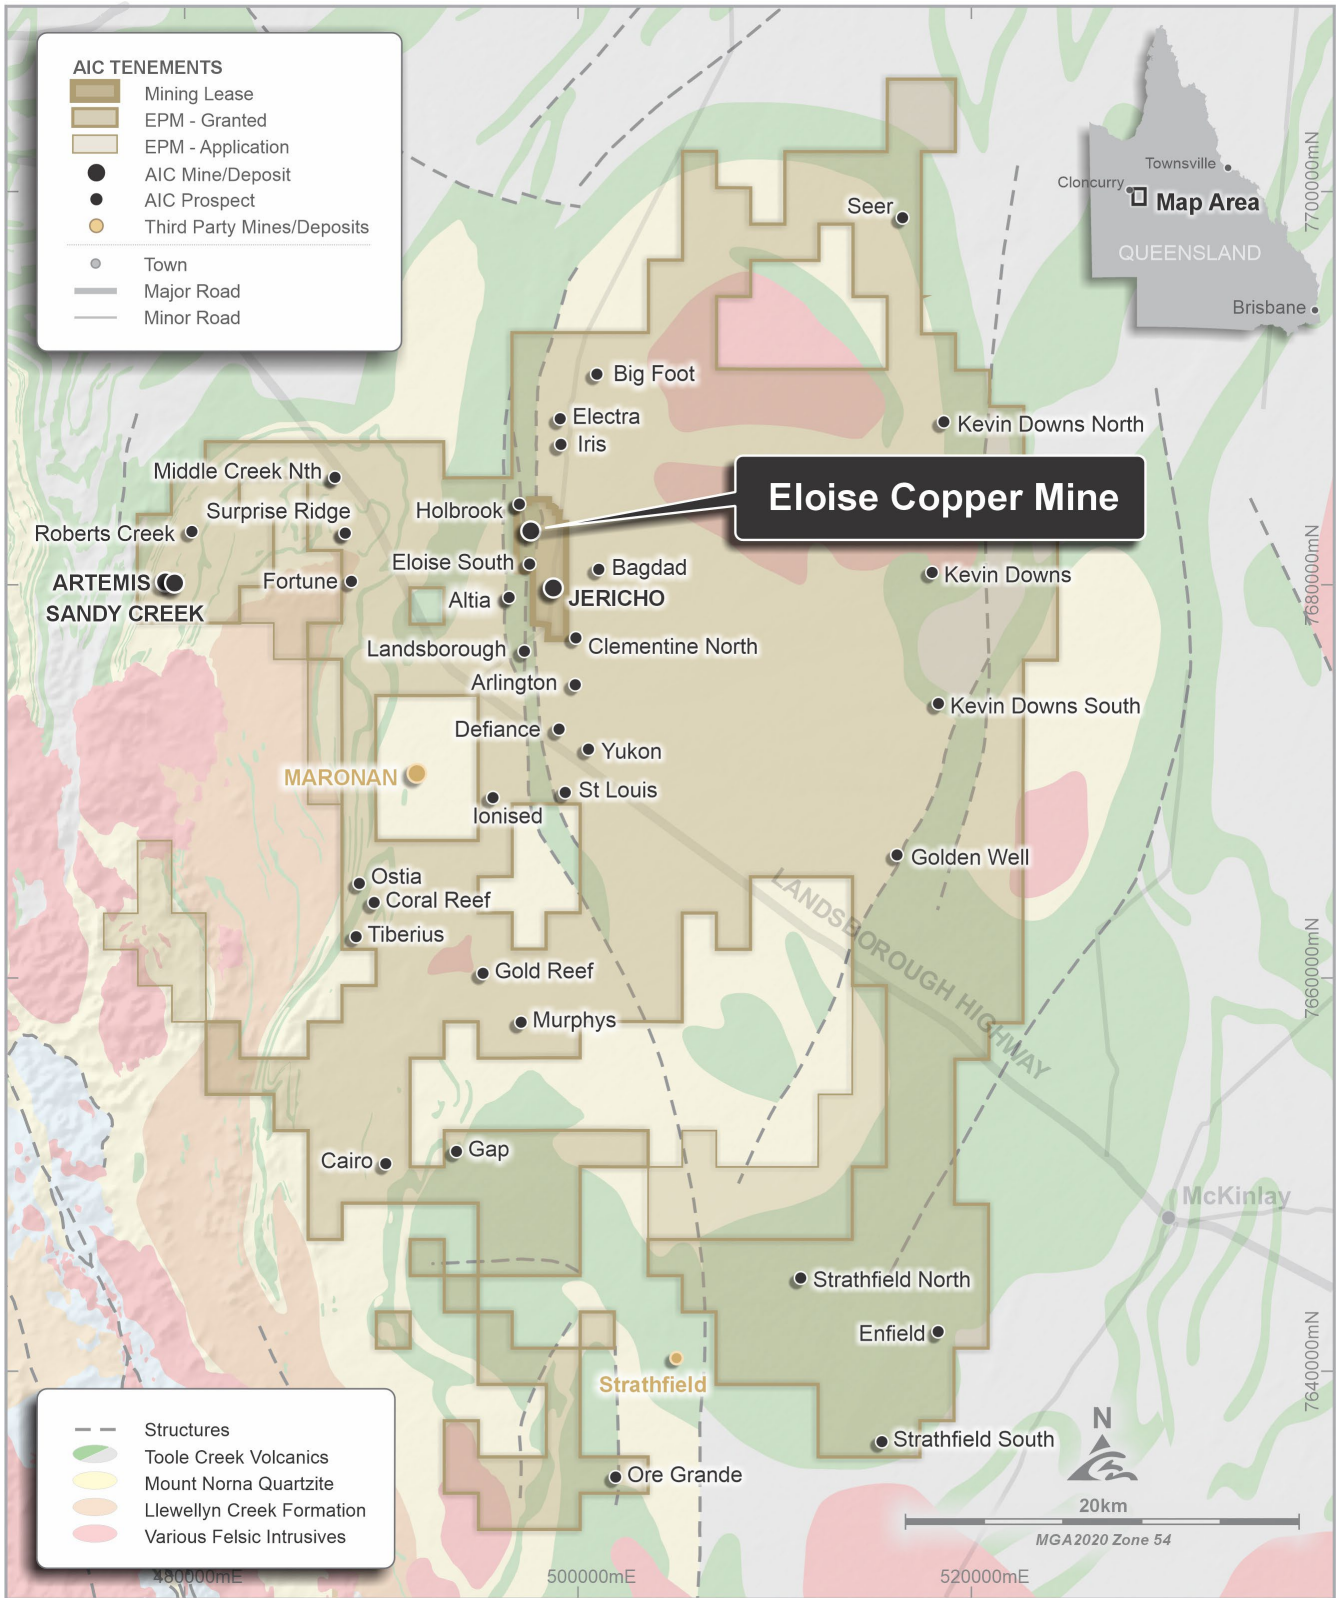 AIC TENEMENTS
Mining Lease
EPM - Granted
EPM - Application
AIC Mine/Deposit
AIC Prospect
Third Party Mines/Deposits
Town
Major Road
Minor Road
Townsville
Cloncurry
Map Area
QUEENSLAND
Brisbane
7700000mN
Seer
Big Foot
Electra
Iris
Kevin Downs North
Middle Creek Nth
Surprise Ridge
Holbrook
Eloise Copper Mine
Roberts Creek
Eloise South
Bagdad
Kevin Downs
7680000mN
ARTEMIS
Fortune
SANDY CREEK
Altia
JERICHO
Landsborough
Clementine North
Arlington
Kevin Downs South
Defiance
Yukon
MARONAN
St Louis
Ionised
Golden Well
Ostia
Coral Reef
Tiberius
LANDSBOROUGH HIGHWAY
Gold Reef
7660000mN
Murphys
Gap
Cairo
McKinlay
Strathfield North
Enfield
7640000mN
Strathfield
Strathfield South
Ore Grande
N
20km
MGA2020 Zone 54
Structures
Toole Creek Volcanics
Mount Norna Quartzite
Llewellyn Creek Formation
Various Felsic Intrusives
480000mE
500000mE
520000mE